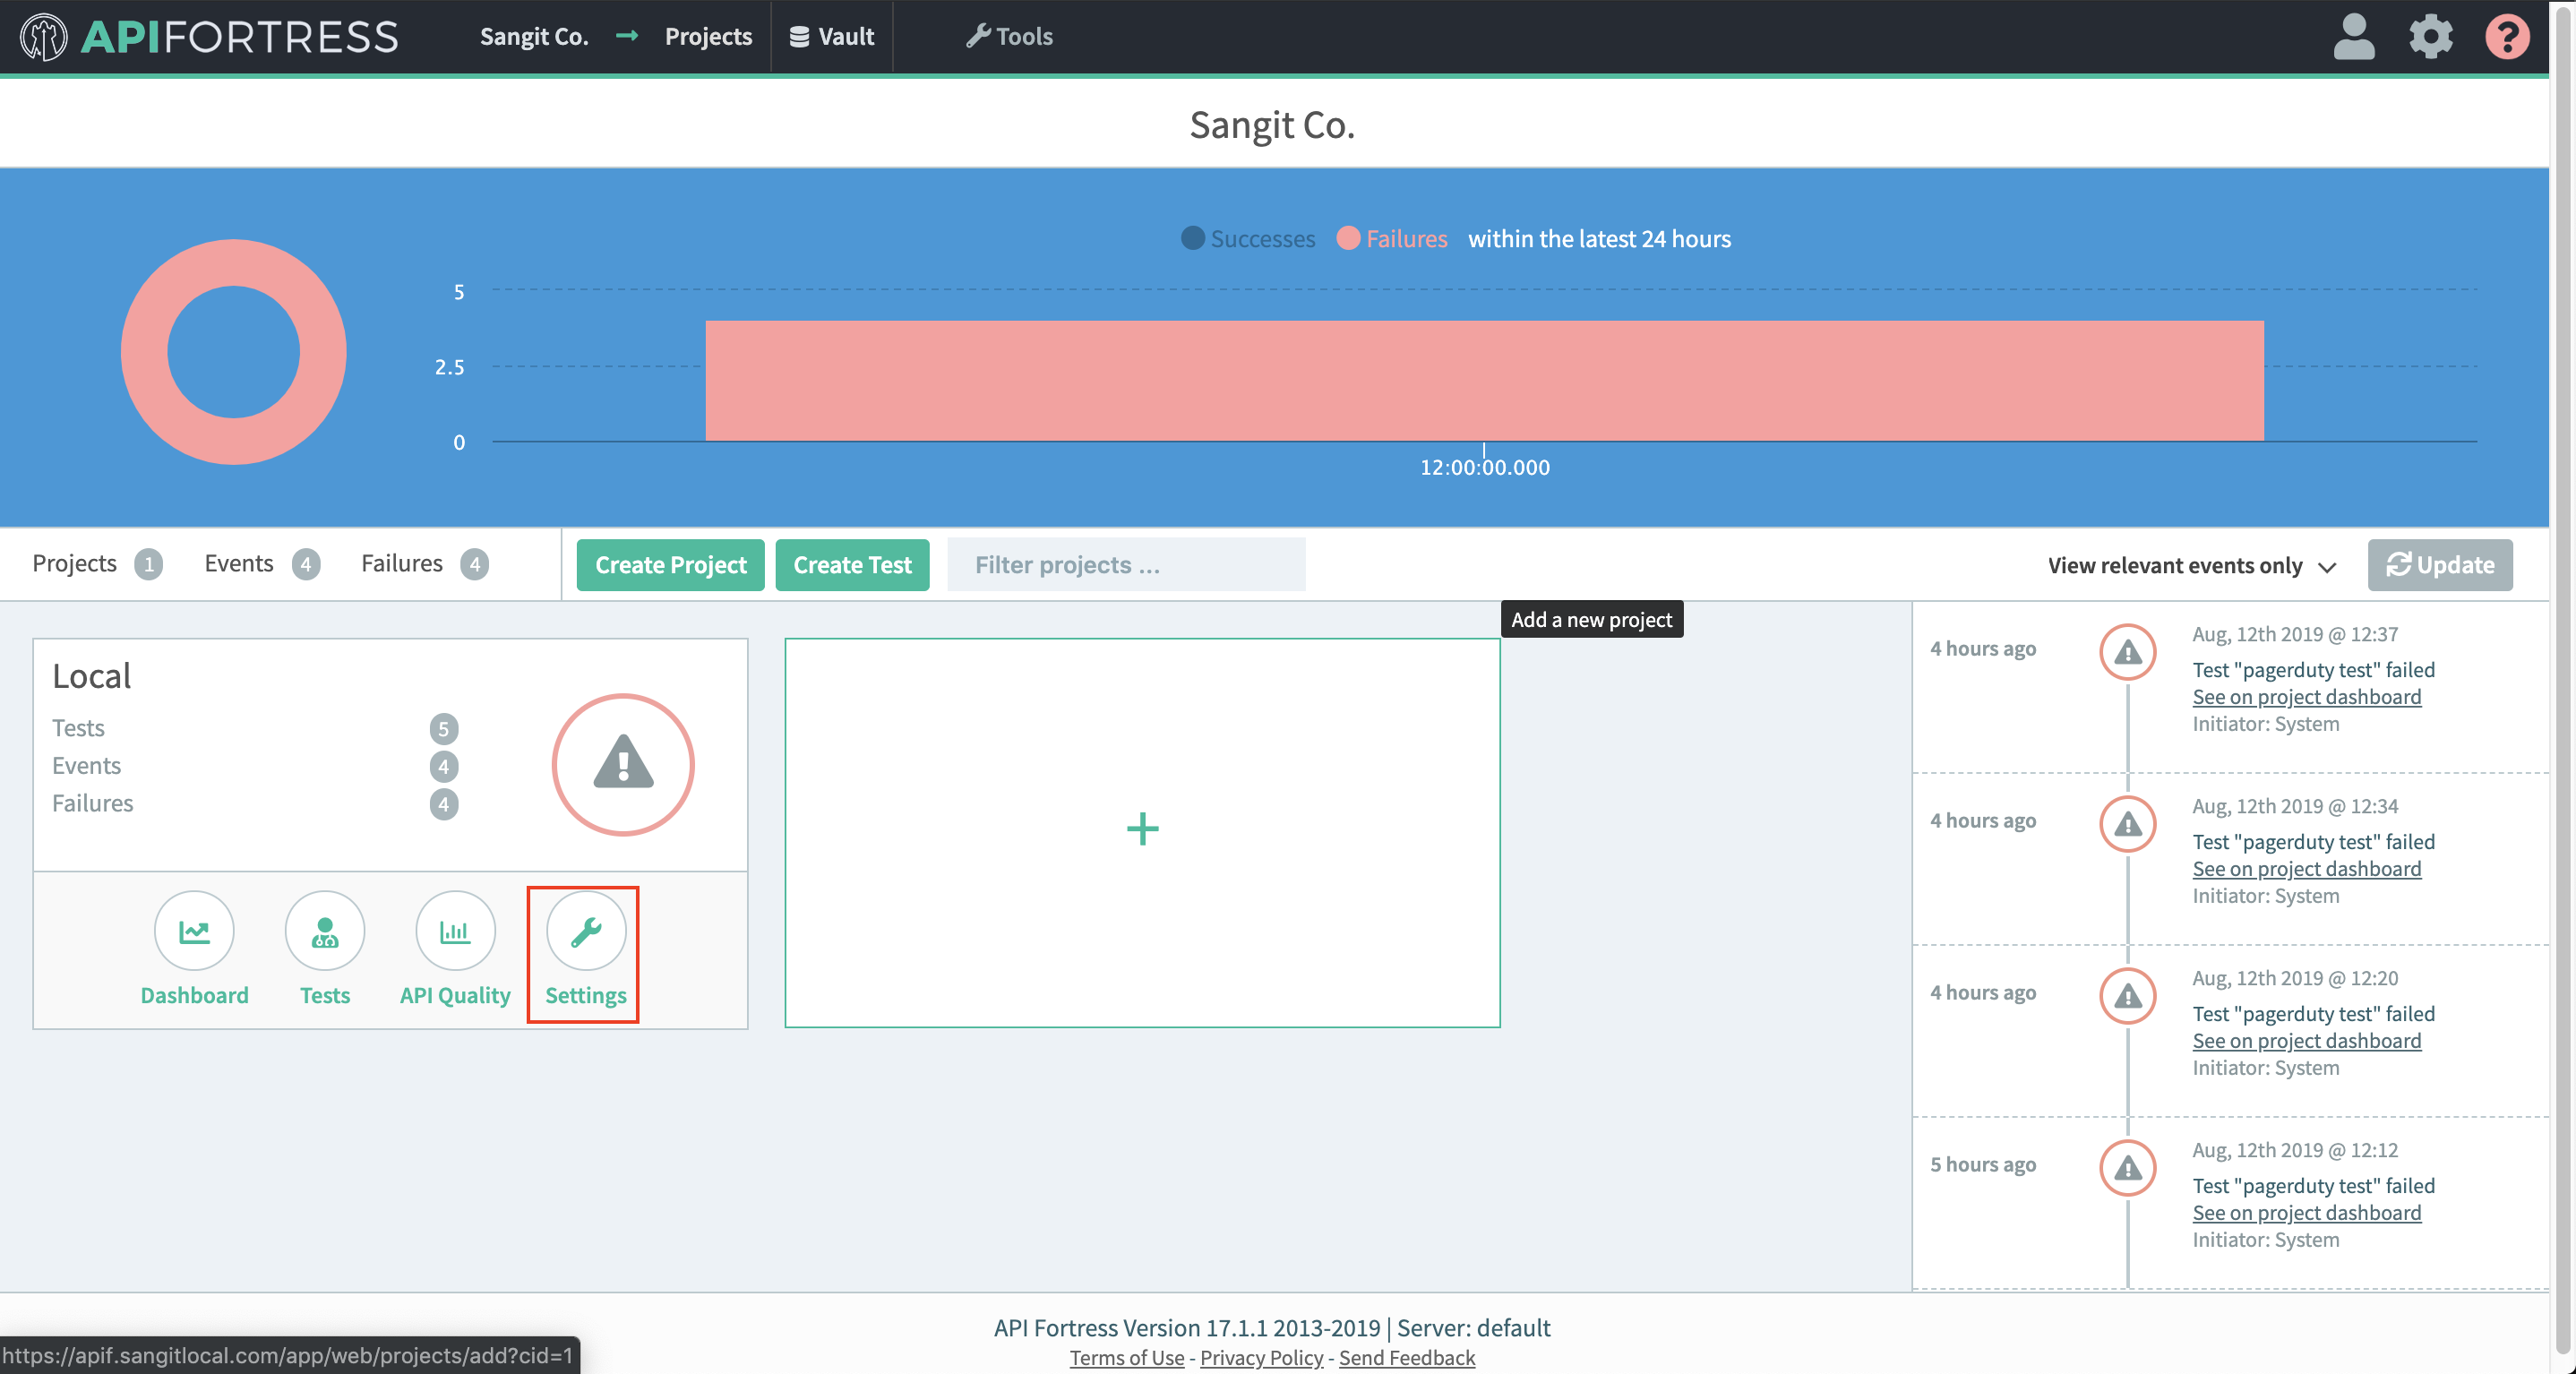 APIFORTRESS
Sangit Co. → Projects
Vault
Tools
?
Sangit Co.
Successes Failures within the latest 24 hours
5
2.5
0
12:00:00.000
Projects 1 Events 4 Failures 4
Create Project
Create Test
Filter projects ...
View relevant events only
Update
Add a new project
Local
Tests 5
Events 4
Failures 4
Dashboard
Tests
API Quality
Settings
+
4 hours ago
Aug, 12th 2019 @ 12:37
Test "pagerduty test" failed
See on project dashboard
Initiator: System
4 hours ago
Aug, 12th 2019 @ 12:34
Test "pagerduty test" failed
See on project dashboard
Initiator: System
4 hours ago
Aug, 12th 2019 @ 12:20
Test "pagerduty test" failed
See on project dashboard
Initiator: System
5 hours ago
Aug, 12th 2019 @ 12:12
Test "pagerduty test" failed
See on project dashboard
Initiator: System
API Fortress Version 17.1.1 2013-2019 | Server: default
Terms of Use - Privacy Policy - Send Feedback
https://apif.sangitlocal.com/app/web/projects/add?cid=1